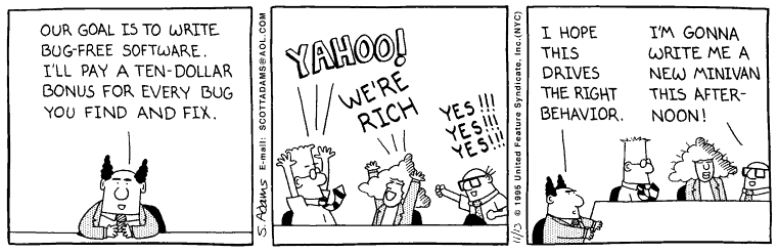 OUR GOAL IS TO WRITE
BUG-FREE SOFTWARE.
I'LL PAY A TEN-DOLLAR
BONUS FOR EVERY BUG
YOU FIND AND FIX.
S. Adams E-mail: SCOTTADAMS@AOL.COM
YAHOO!
WE'RE
RICH
YES!!!
YES!!!
YES!!!
11/13 © 1995 United Feature Syndicate, Inc.(NYC)
I HOPE
THIS
DRIVES
THE RIGHT
BEHAVIOR.
I'M GONNA
WRITE ME A
NEW MINIVAN
THIS AFTER-
NOON!